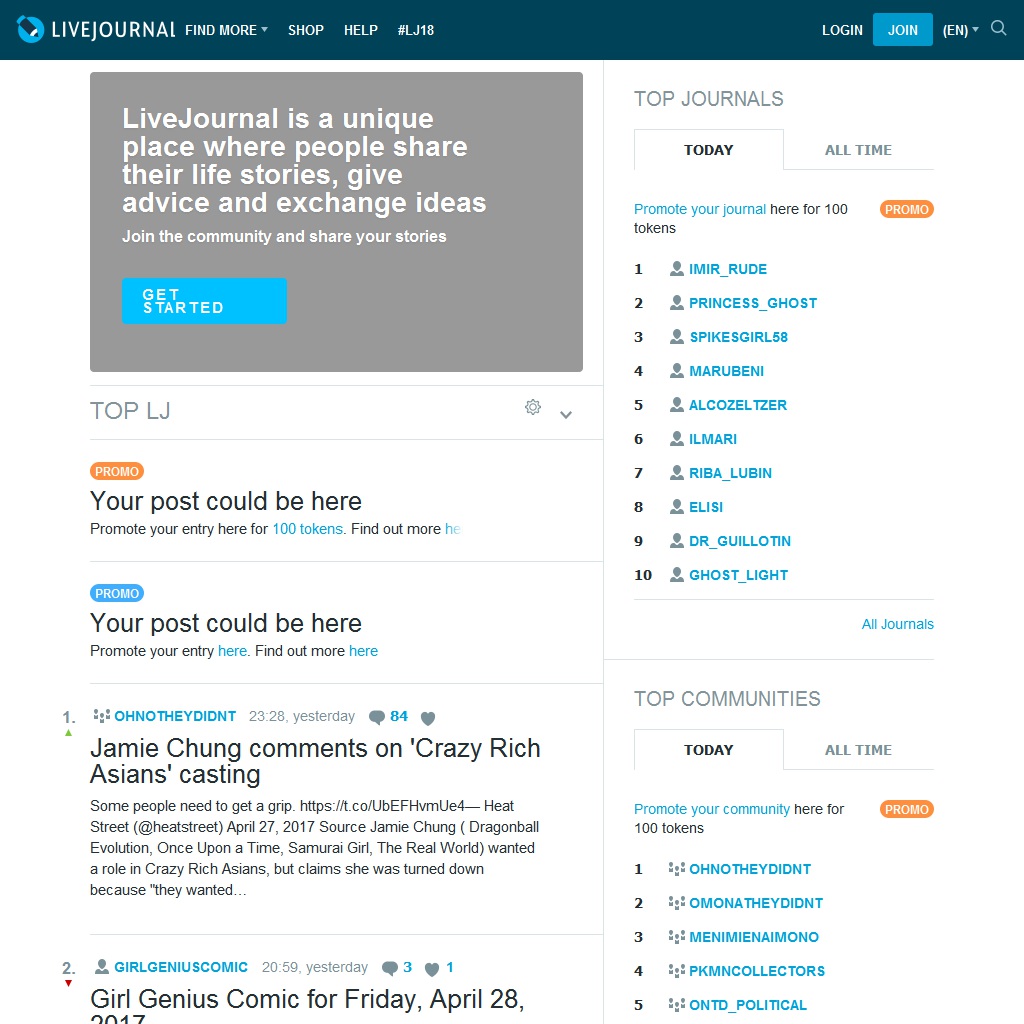 LIVEJOURNAL FIND MORE SHOP HELP #LJ18 LOGIN JOIN (EN)
LiveJournal is a unique
place where people share
their life stories, give
advice and exchange ideas
Join the community and share your stories
GET
STARTED
TOP LJ
PROMO
Your post could be here
Promote your entry here for 100 tokens. Find out more he
PROMO
Your post could be here
Promote your entry here. Find out more here
1. OHNOTHEYDIDNT 23:28, yesterday 84
Jamie Chung comments on 'Crazy Rich
Asians' casting
Some people need to get a grip. https://t.co/UbEFHvmUe4— Heat
Street (@heatstreet) April 27, 2017 Source Jamie Chung ( Dragonball
Evolution, Once Upon a Time, Samurai Girl, The Real World) wanted
a role in Crazy Rich Asians, but claims she was turned down
because "they wanted…
2. GIRLGENIUSCOMIC 20:59, yesterday 3 1
Girl Genius Comic for Friday, April 28,
2017
TOP JOURNALS
TODAY ALL TIME
Promote your journal here for 100 PROMO
tokens
1 IMIR_RUDE
2 PRINCESS_GHOST
3 SPIKESGIRL58
4 MARUBENI
5 ALCOZELTZER
6 ILMARI
7 RIBA_LUBIN
8 ELISI
9 DR_GUILLOTIN
10 GHOST_LIGHT
All Journals
TOP COMMUNITIES
TODAY ALL TIME
Promote your community here for PROMO
100 tokens
1 OHNOTHEYDIDNT
2 OMONATHEYDIDNT
3 MENIMIENAIMONO
4 PKMNCOLLECTORS
5 ONTD_POLITICAL